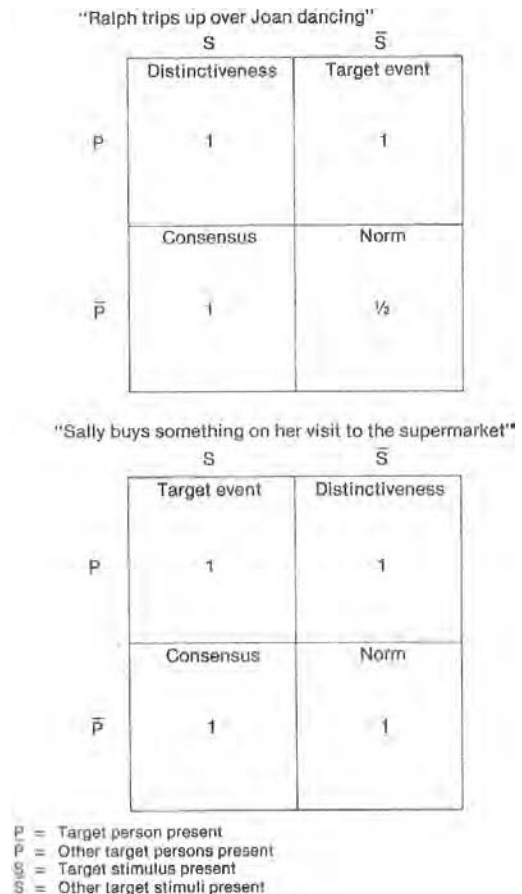 "Ralph trips up over Joan dancing"
S S̅
Distinctiveness Target event
P 1 1
Consensus Norm
P̅ 1 ½
"Sally buys something on her visit to the supermarket"*
S S̅
Target event Distinctiveness
P 1 1
Consensus Norm
P̅ 1 1
P = Target person present
P̅ = Other target persons present
S = Target stimulus present
S̅ = Other target stimuli present